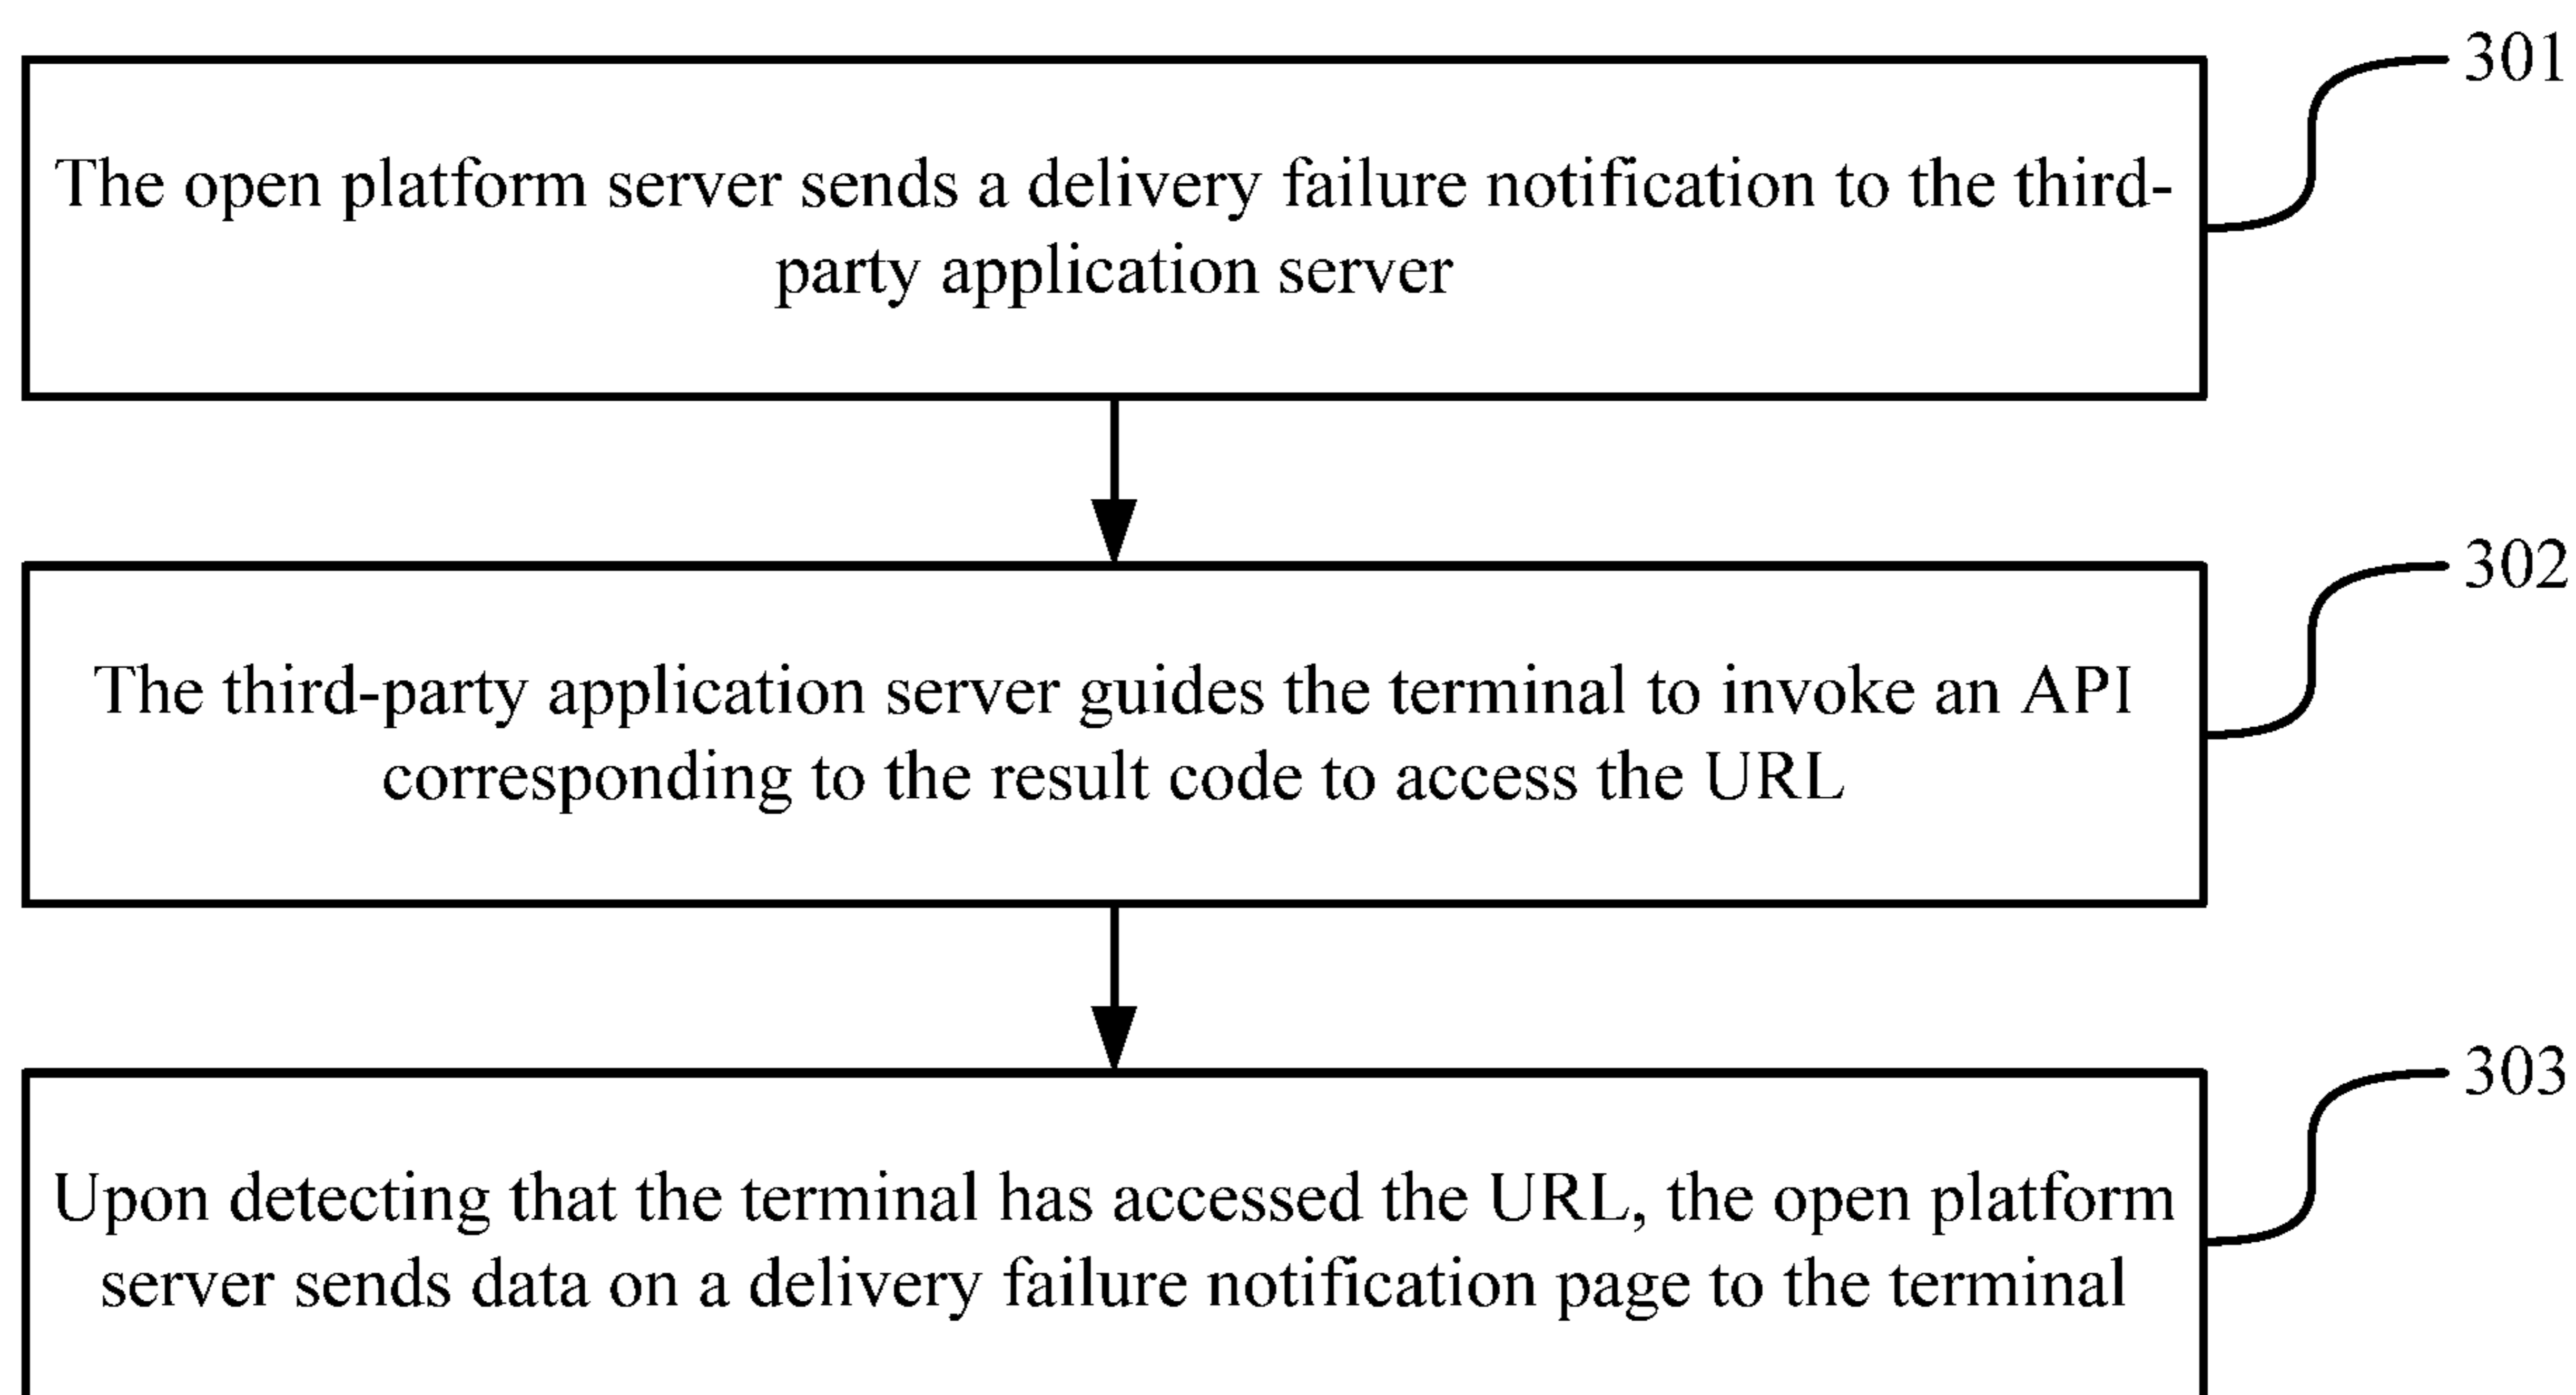 301
The open platform server sends a delivery failure notification to the third-
party application server
302
The third-party application server guides the terminal to invoke an API
corresponding to the result code to access the URL
303
Upon detecting that the terminal has accessed the URL, the open platform
server sends data on a delivery failure notification page to the terminal